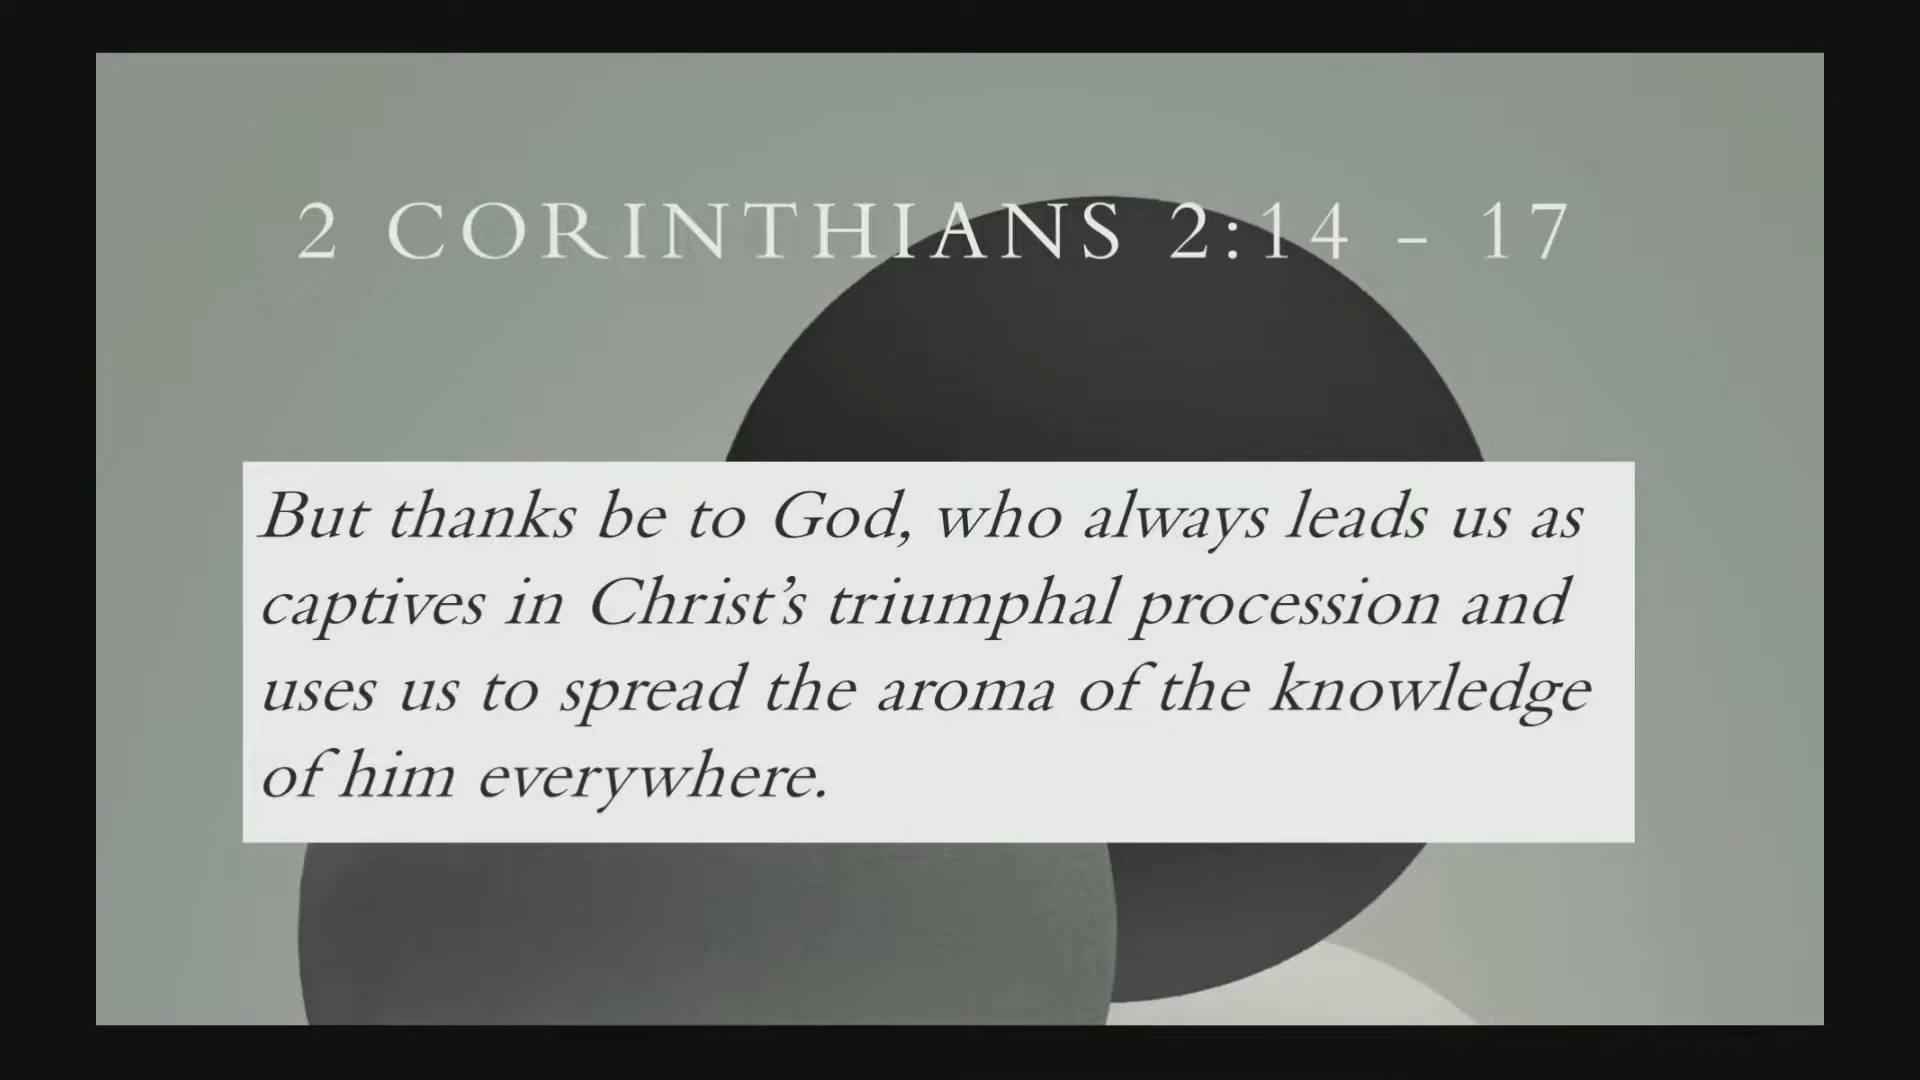 2 CORINTHIANS 2:14 - 17
But thanks be to God, who always leads us as
captives in Christ’s triumphal procession and
uses us to spread the aroma of the knowledge
of him everywhere.